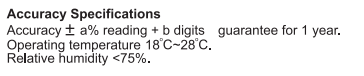 Accuracy Specifications
Accuracy ± a% reading + b digits guarantee for 1 year.
Operating temperature 18°C~28°C.
Relative humidity <75%.